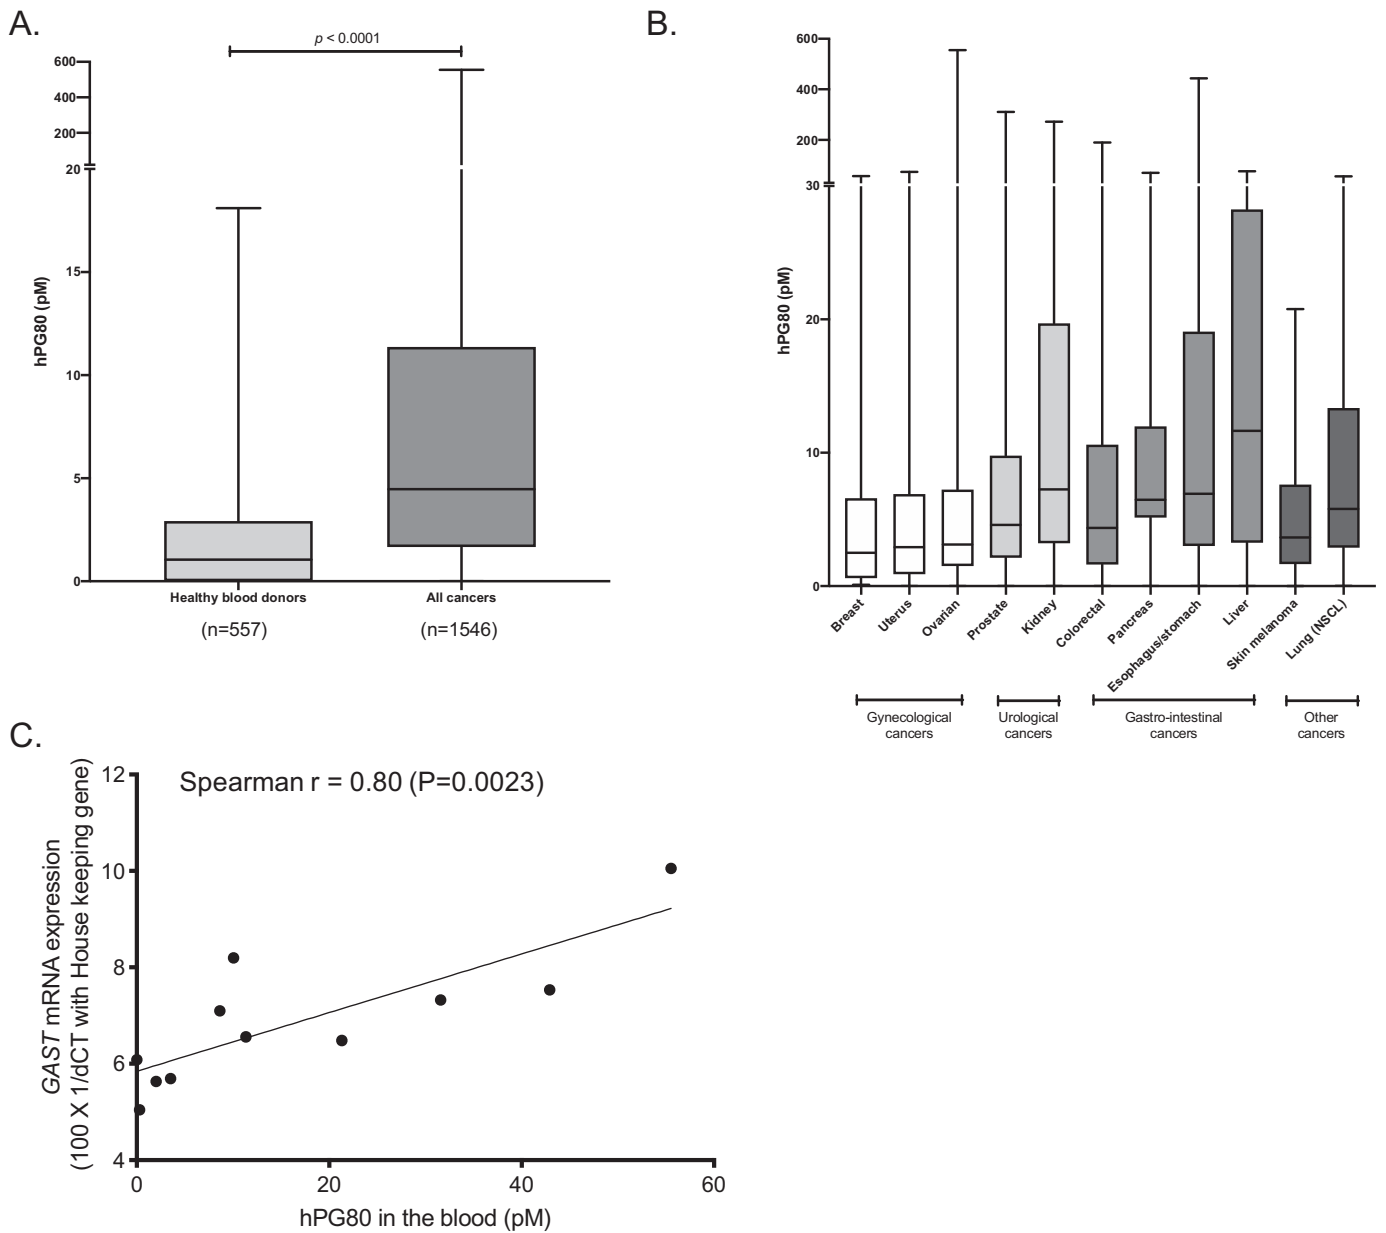 A.
p < 0.0001
600
400
200
20
15
10
5
0
hPG80 (pM)
Healthy blood donors
All cancers
(n=557)
(n=1546)
B.
600
400
200
30
20
10
0
hPG80 (pM)
Breast
Uterus
Ovarian
Prostate
Kidney
Colorectal
Pancreas
Esophagus/stomach
Liver
Skin melanoma
Lung (NSCL)
Gynecological
cancers
Urological
cancers
Gastro-intestinal
cancers
Other
cancers
C.
Spearman r = 0.80 (P=0.0023)
GAST mRNA expression
(100 X 1/dCT with House keeping gene)
12
10
8
6
4
0
20
40
60
hPG80 in the blood (pM)